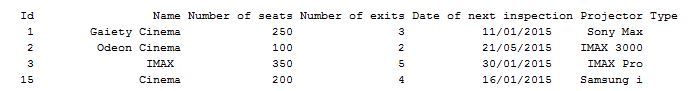 Id Name Number of seats Number of exits Date of next inspection Projector Type
1 Gaiety Cinema 250 3 11/01/2015 Sony Max
2 Odeon Cinema 100 2 21/05/2015 IMAX 3000
3 IMAX 350 5 30/01/2015 IMAX Pro
15 Cinema 200 4 16/01/2015 Samsung i